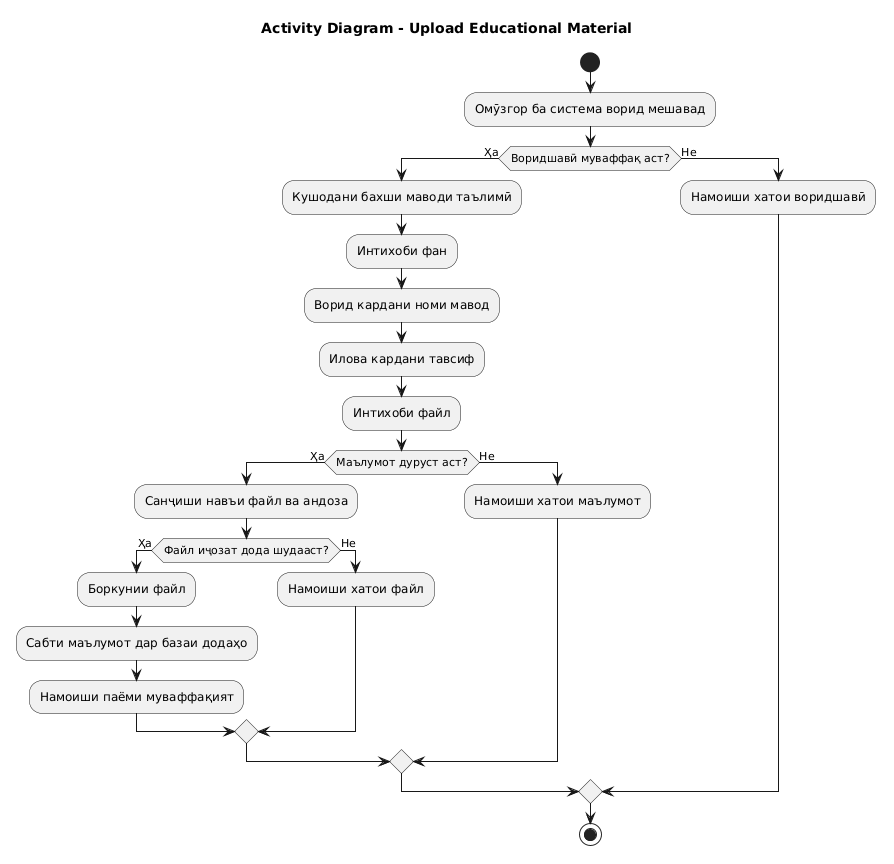 Activity Diagram - Upload Educational Material
Омӯзгор ба система ворид мешавад
Ҳа
Воридшавӣ муваффақ аст?
Не
Кушодани бахши маводи таълимӣ
Намоиши хатои воридшавӣ
Интихоби фан
Ворид кардани номи мавод
Илова кардани тавсиф
Интихоби файл
Ҳа
Маълумот дуруст аст?
Не
Санҷиши навъи файл ва андоза
Намоиши хатои маълумот
Ҳа
Файл иҷозат дода шудааст?
Не
Боркунии файл
Намоиши хатои файл
Сабти маълумот дар базаи додаҳо
Намоиши паёми муваффақият